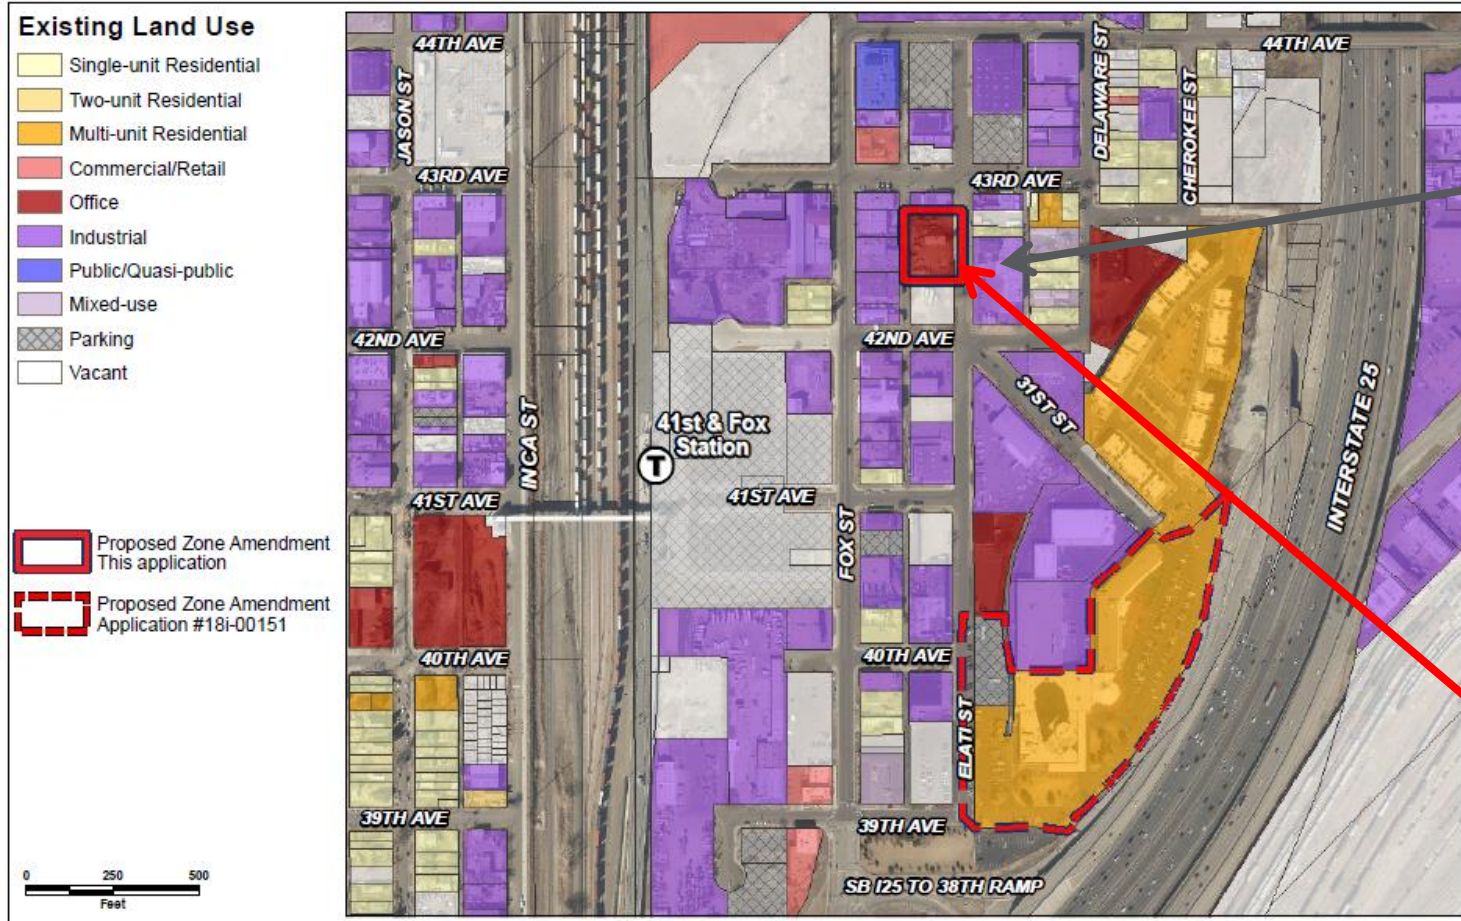 Existing Land Use
Single-unit Residential
Two-unit Residential
Multi-unit Residential
Commercial/Retail
Office
Industrial
Public/Quasi-public
Mixed-use
Parking
Vacant
Proposed Zone Amendment
This application
Proposed Zone Amendment
Application #18i-00151
0 250 500
Feet
44TH AVE
44TH AVE
JASON ST
DELAWARE ST
CHEROKEE ST
43RD AVE
43RD AVE
42ND AVE
42ND AVE
31ST ST
INTERSTATE 25
INCA ST
41st & Fox
Station
T
41ST AVE
41ST AVE
FOX ST
40TH AVE
40TH AVE
ELATI ST
39TH AVE
39TH AVE
SB I25 TO 38TH RAMP